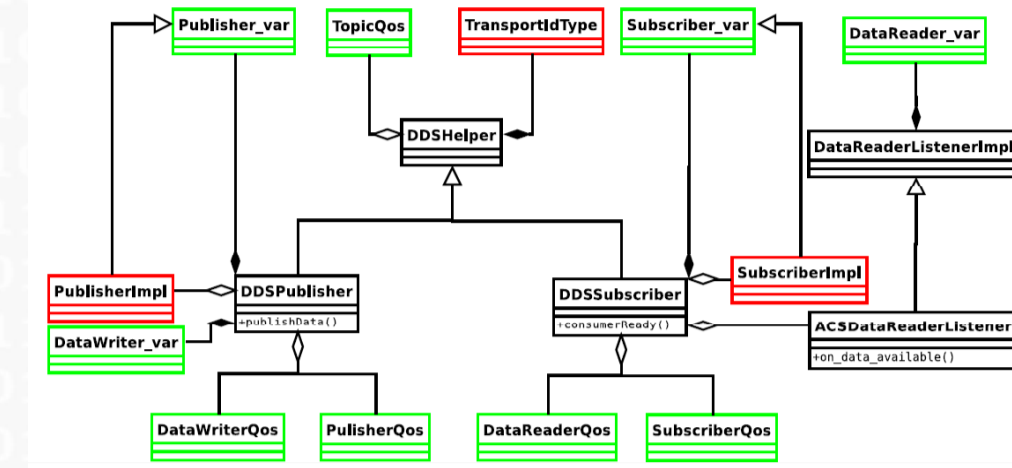 Publisher_var
TopicQos
TransportIdType
Subscriber_var
DataReader_var
DDSHelper
DataReaderListenerImpl
PublisherImpl
DDSPublisher
+publishData()
DataWriter_var
DDSSubscriber
+consumerReady()
SubscriberImpl
ACSDataReaderListener
+on_data_available()
DataWriterQos
PulisherQos
DataReaderQos
SubscriberQos